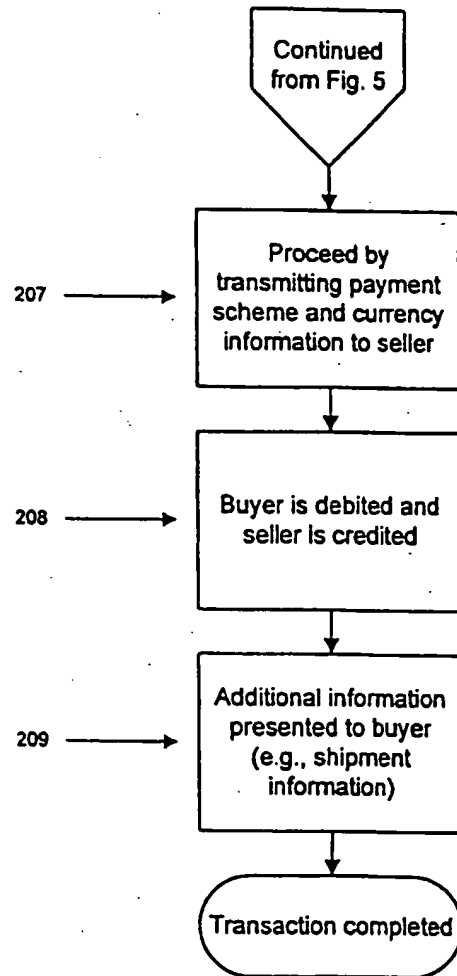 Continued
from Fig. 5
207
Proceed by
transmitting payment
scheme and currency
information to seller
208
Buyer is debited and
seller is credited
209
Additional information
presented to buyer
(e.g., shipment
information)
Transaction completed